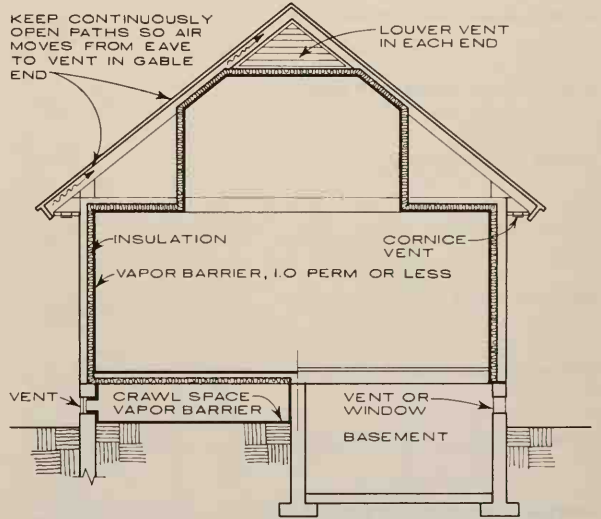 KEEP CONTINUOUSLY
OPEN PATHS SO AIR
MOVES FROM EAVE
TO VENT IN GABLE
END
LOUVER VENT
IN EACH END
INSULATION
CORNICE
VENT
VAPOR BARRIER, 1.0 PERM OR LESS
VENT
CRAWL SPACE
VAPOR BARRIER
VENT OR
WINDOW
BASEMENT